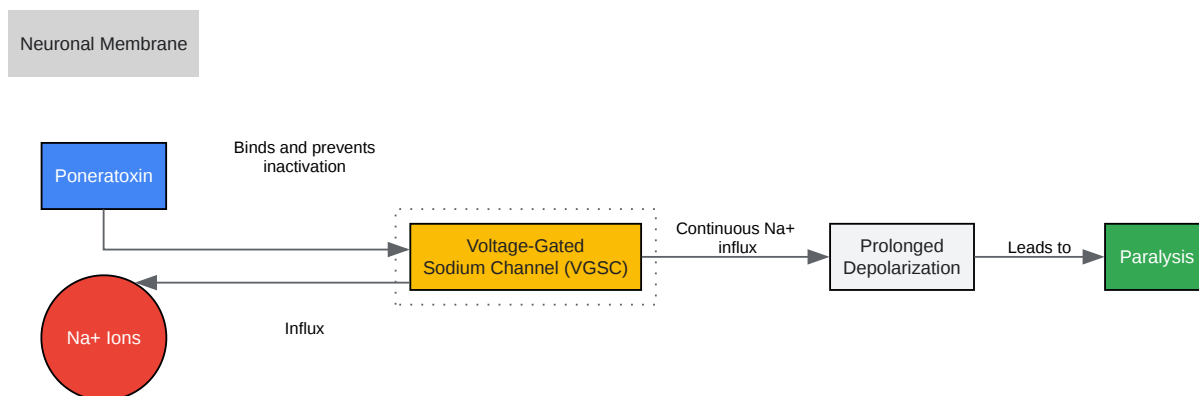 Neuronal Membrane
Binds and prevents
inactivation
Poneratoxin
Voltage-Gated
Sodium Channel (VGSC)
Continuous Na+
influx
Prolonged
Depolarization
Leads to
Paralysis
Na+ Ions
Influx